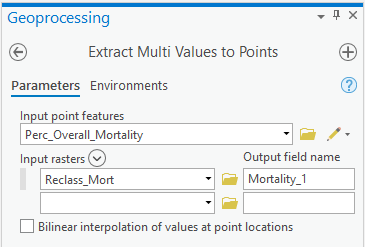 Geoprocessing
Extract Multi Values to Points
Parameters Environments
Input point features
Perc_Overall_Mortality
Input rasters Output field name
Reclass_Mort Mortality_1
Bilinear interpolation of values at point locations